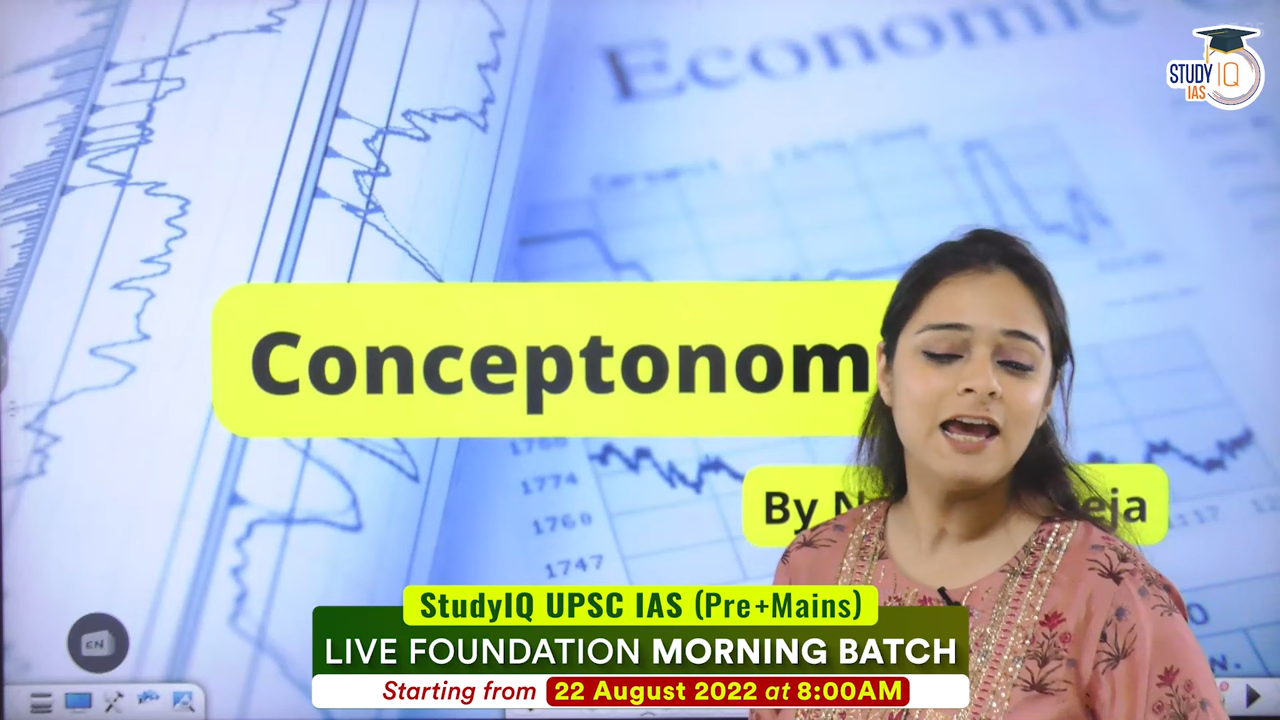 Economic
STUDY IQ
IAS
Conceptonom
1774
1760
1747
By N eja
EN
StudyIQ UPSC IAS (Pre+Mains)
LIVE FOUNDATION MORNING BATCH
Starting from 22 August 2022 at 8:00AM